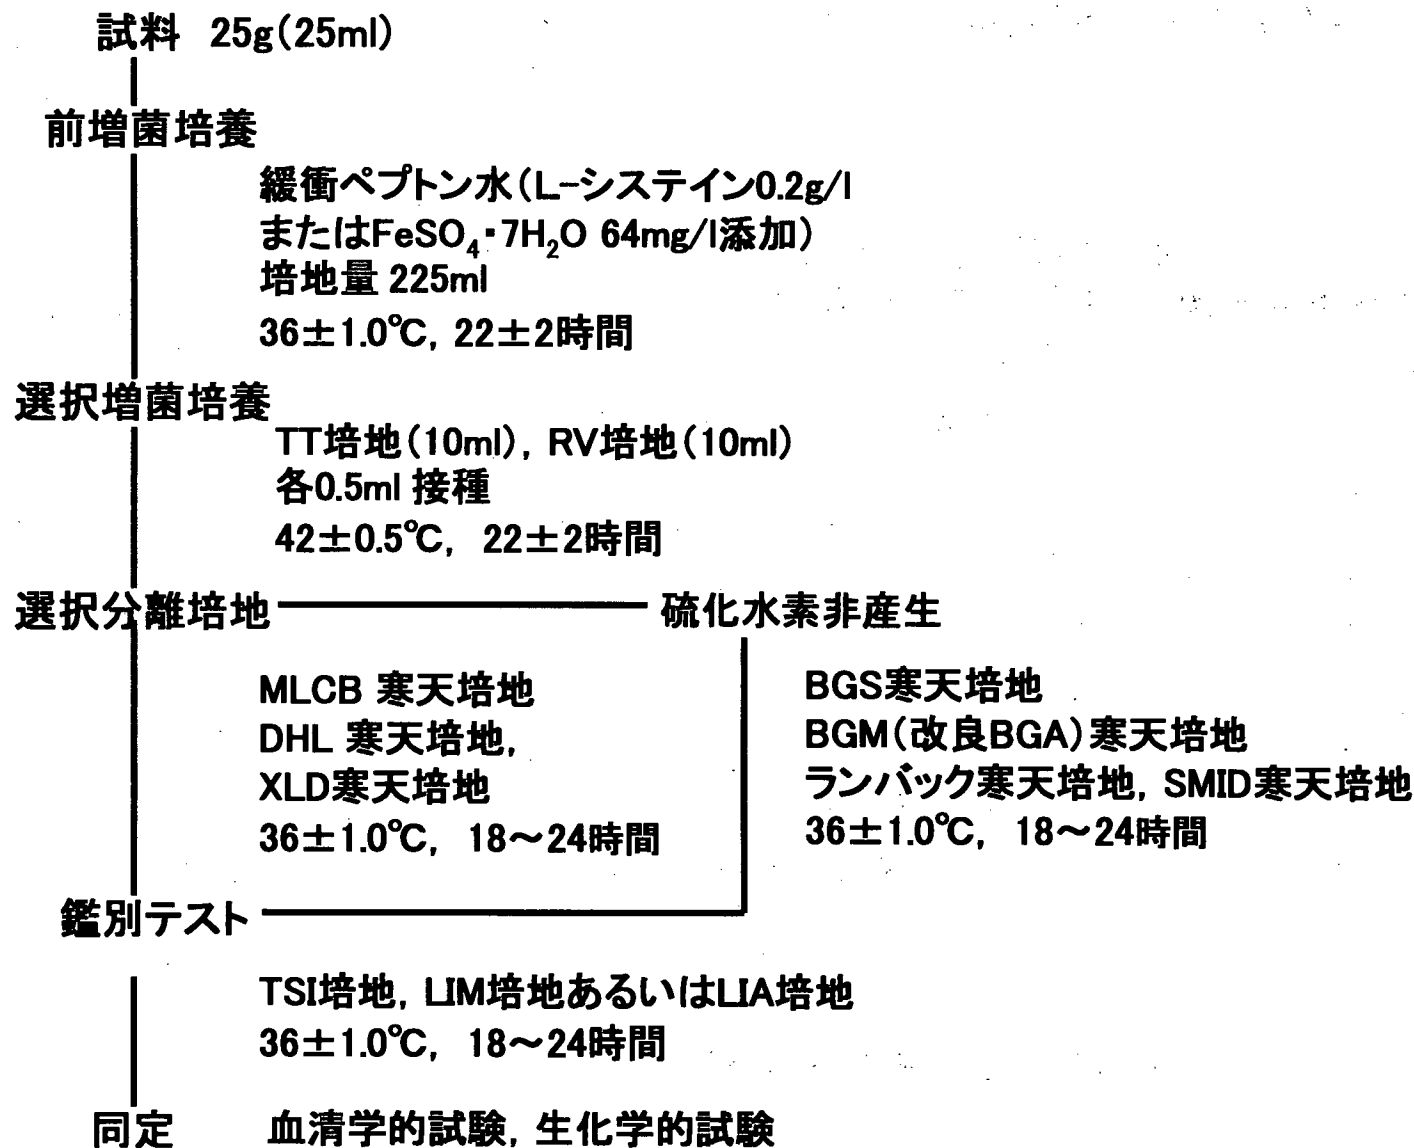 試料 25g(25ml)
前増菌培養
緩衝ペプトン水(L-システイン0.2g/l
またはFeSO₄・7H₂O 64mg/l添加)
培地量 225ml
36±1.0℃, 22±2時間
選択増菌培養
TT培地(10ml), RV培地(10ml)
各0.5ml 接種
42±0.5℃, 22±2時間
選択分離培地
硫化水素非産生
MLCB 寒天培地
DHL 寒天培地,
XLD寒天培地
36±1.0℃, 18～24時間
BGS寒天培地
BGM(改良BGA)寒天培地
ランバック寒天培地, SMID寒天培地
36±1.0℃, 18～24時間
鑑別テスト
TSI培地, LIM培地あるいはLIA培地
36±1.0℃, 18～24時間
同定 血清学的試験, 生化学的試験